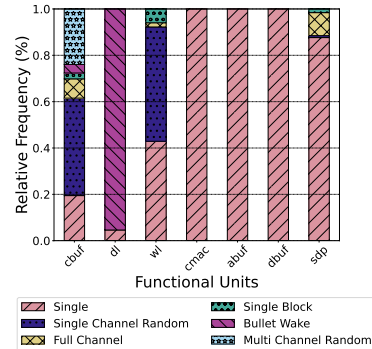 Relative Frequency (%)
1.0
0.8
0.6
0.4
0.2
0.0
cbuf dl wl cmac abuf dbuf sdp
Functional Units
Single Single Block
Single Channel Random Bullet Wake
Full Channel Multi Channel Random